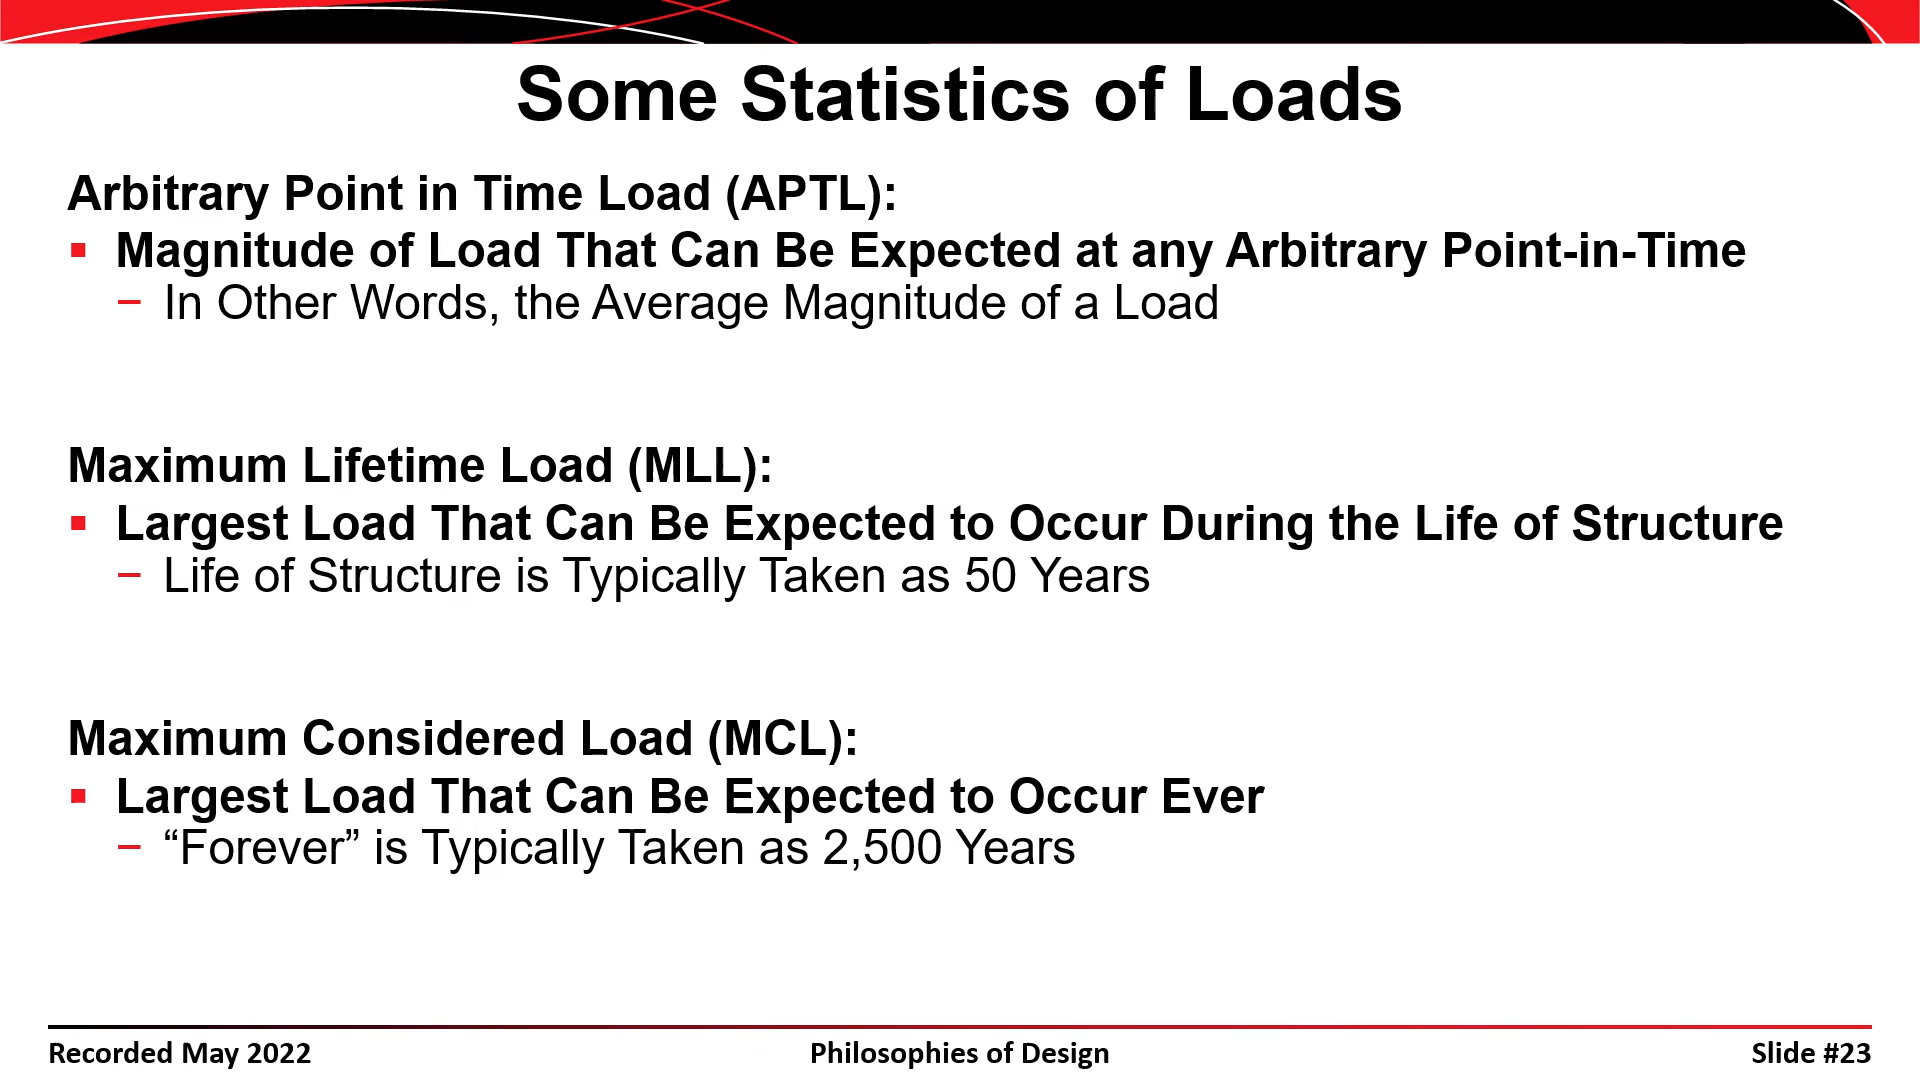 Some Statistics of Loads
Arbitrary Point in Time Load (APTL):
▪ Magnitude of Load That Can Be Expected at any Arbitrary Point-in-Time
− In Other Words, the Average Magnitude of a Load
Maximum Lifetime Load (MLL):
▪ Largest Load That Can Be Expected to Occur During the Life of Structure
− Life of Structure is Typically Taken as 50 Years
Maximum Considered Load (MCL):
▪ Largest Load That Can Be Expected to Occur Ever
− “Forever” is Typically Taken as 2,500 Years
Recorded May 2022
Philosophies of Design
Slide #23